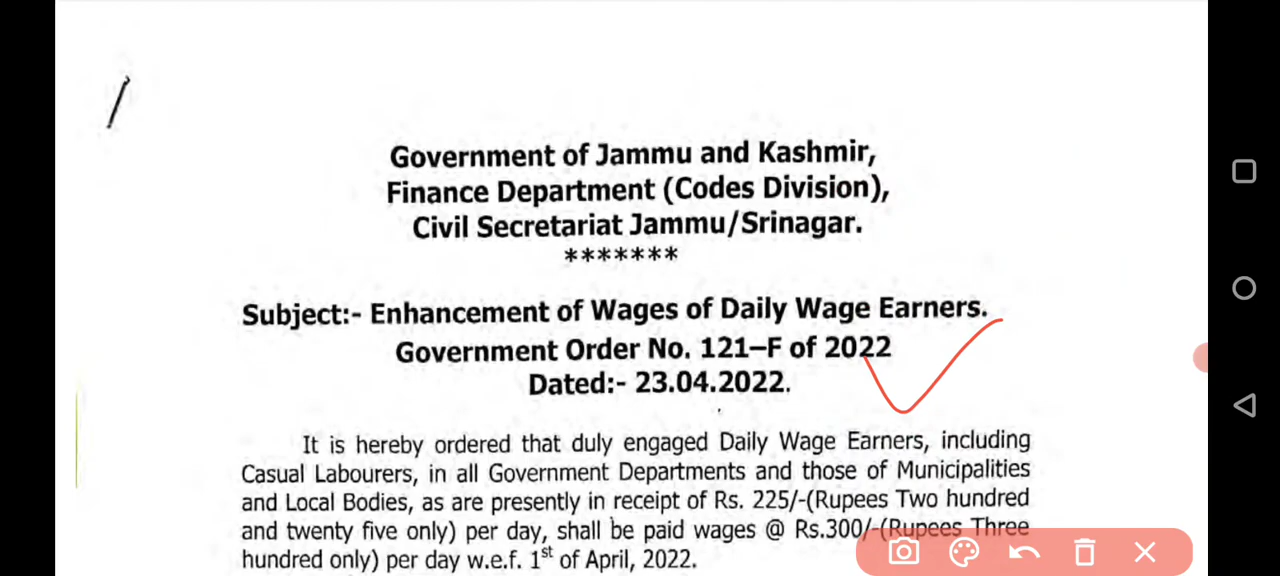 Government of Jammu and Kashmir,
Finance Department (Codes Division),
Civil Secretariat Jammu/Srinagar.
*******
Subject:- Enhancement of Wages of Daily Wage Earners.
Government Order No. 121–F of 2022
Dated:- 23.04.2022.
It is hereby ordered that duly engaged Daily Wage Earners, including
Casual Labourers, in all Government Departments and those of Municipalities
and Local Bodies, as are presently in receipt of Rs. 225/-(Rupees Two hundred
and twenty five only) per day, shall be paid wages @ Rs.300/-(Rupees Three
hundred only) per day w.e.f. 1st of April, 2022.